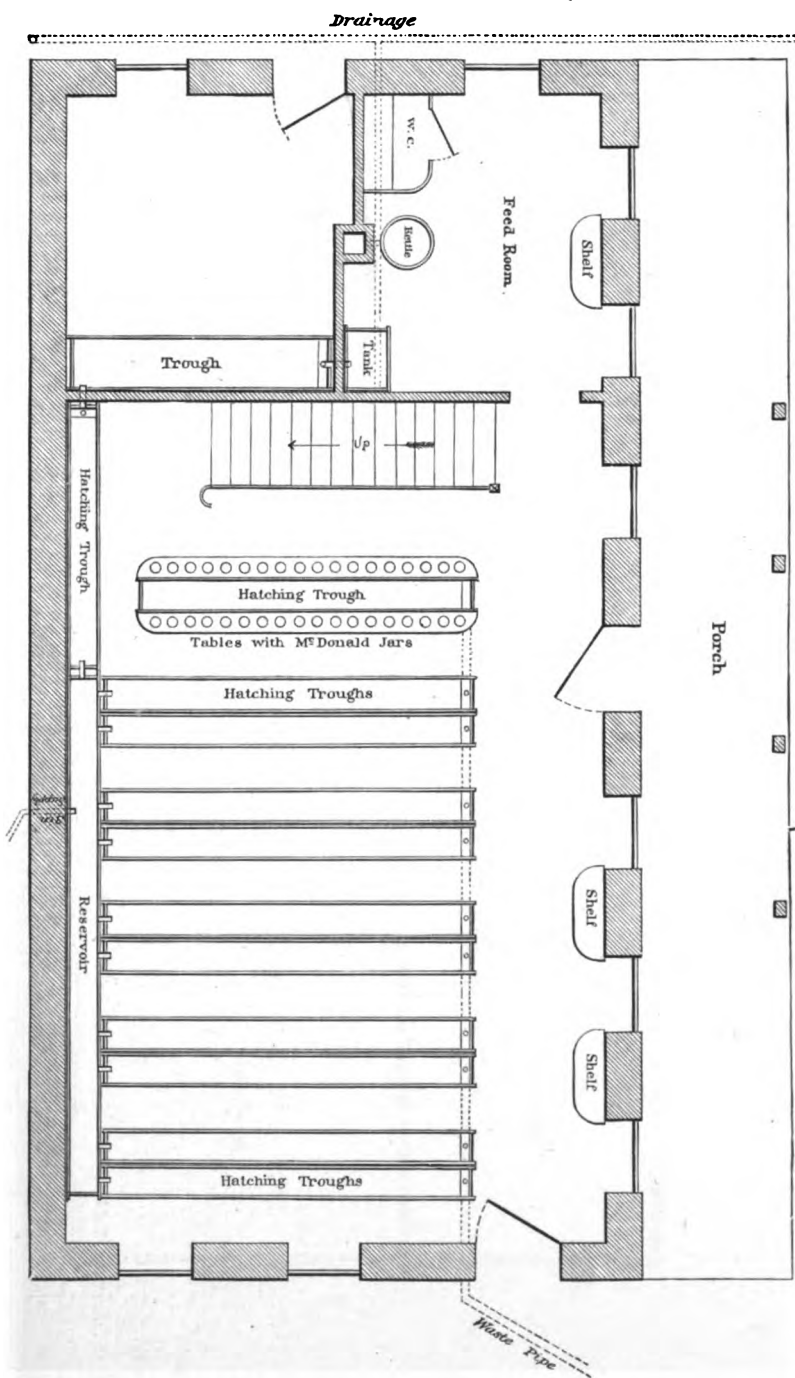 Drainage
W. C.
Feed Room
Kettle
Shelf
Trough
Tank
Up
Hatching Trough
Hatching Trough
Tables with McDonald Jars
Porch
Hatching Troughs
Reservoir
Shelf
Shelf
Hatching Troughs
Waste Pipe